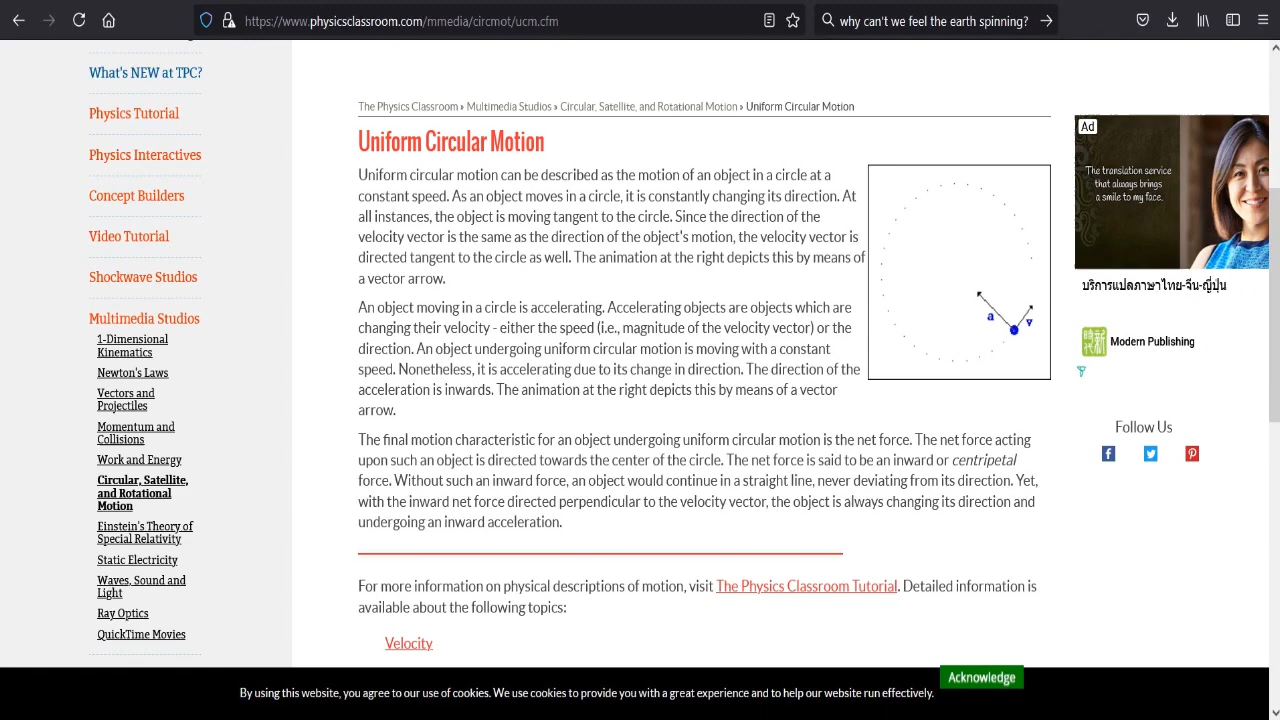 https://www.physicsclassroom.com/mmedia/circmot/ucm.cfm
why can't we feel the earth spinning?
What's NEW at TPC?
Physics Tutorial
Physics Interactives
Concept Builders
Video Tutorial
Shockwave Studios
Multimedia Studios
1-Dimensional
Kinematics
Newton's Laws
Vectors and
Projectiles
Momentum and
Collisions
Work and Energy
Circular, Satellite,
and Rotational
Motion
Einstein's Theory of
Special Relativity
Static Electricity
Waves, Sound and
Light
Ray Optics
QuickTime Movies
The Physics Classroom » Multimedia Studios » Circular, Satellite, and Rotational Motion » Uniform Circular Motion
Uniform Circular Motion
Uniform circular motion can be described as the motion of an object in a circle at a
constant speed. As an object moves in a circle, it is constantly changing its direction. At
all instances, the object is moving tangent to the circle. Since the direction of the
velocity vector is the same as the direction of the object's motion, the velocity vector is
directed tangent to the circle as well. The animation at the right depicts this by means of
a vector arrow.
An object moving in a circle is accelerating. Accelerating objects are objects which are
changing their velocity - either the speed (i.e., magnitude of the velocity vector) or the
direction. An object undergoing uniform circular motion is moving with a constant
speed. Nonetheless, it is accelerating due to its change in direction. The direction of the
acceleration is inwards. The animation at the right depicts this by means of a vector
arrow.
a
v
The final motion characteristic for an object undergoing uniform circular motion is the net force. The net force acting
upon such an object is directed towards the center of the circle. The net force is said to be an inward or centripetal
force. Without such an inward force, an object would continue in a straight line, never deviating from its direction. Yet,
with the inward net force directed perpendicular to the velocity vector, the object is always changing its direction and
undergoing an inward acceleration.
For more information on physical descriptions of motion, visit The Physics Classroom Tutorial. Detailed information is
available about the following topics:
Velocity
Ad
The translation service
that always brings
a smile to my face.
บริการแปลภาษาไทย-จีน-ญี่ปุ่น
Modern Publishing
Follow Us
By using this website, you agree to our use of cookies. We use cookies to provide you with a great experience and to help our website run effectively.
Acknowledge